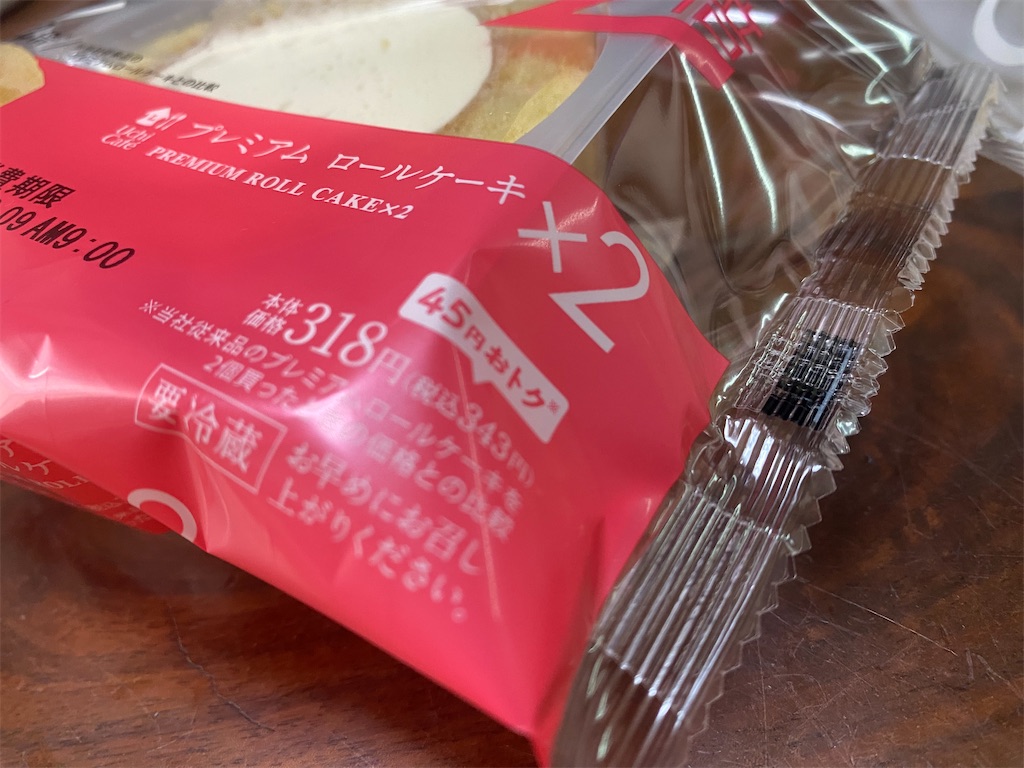 Uchi
Café
プレミアム ロールケーキ
PREMIUM ROLL CAKE×2
×2
費期限
09 AM9:00
45円おトク※
本体
価格318円(税込343円)
※当社従来品のプレミアムロールケーキを
2個買った時の価格との比較
要冷蔵
お早めにお召し
上がりください。